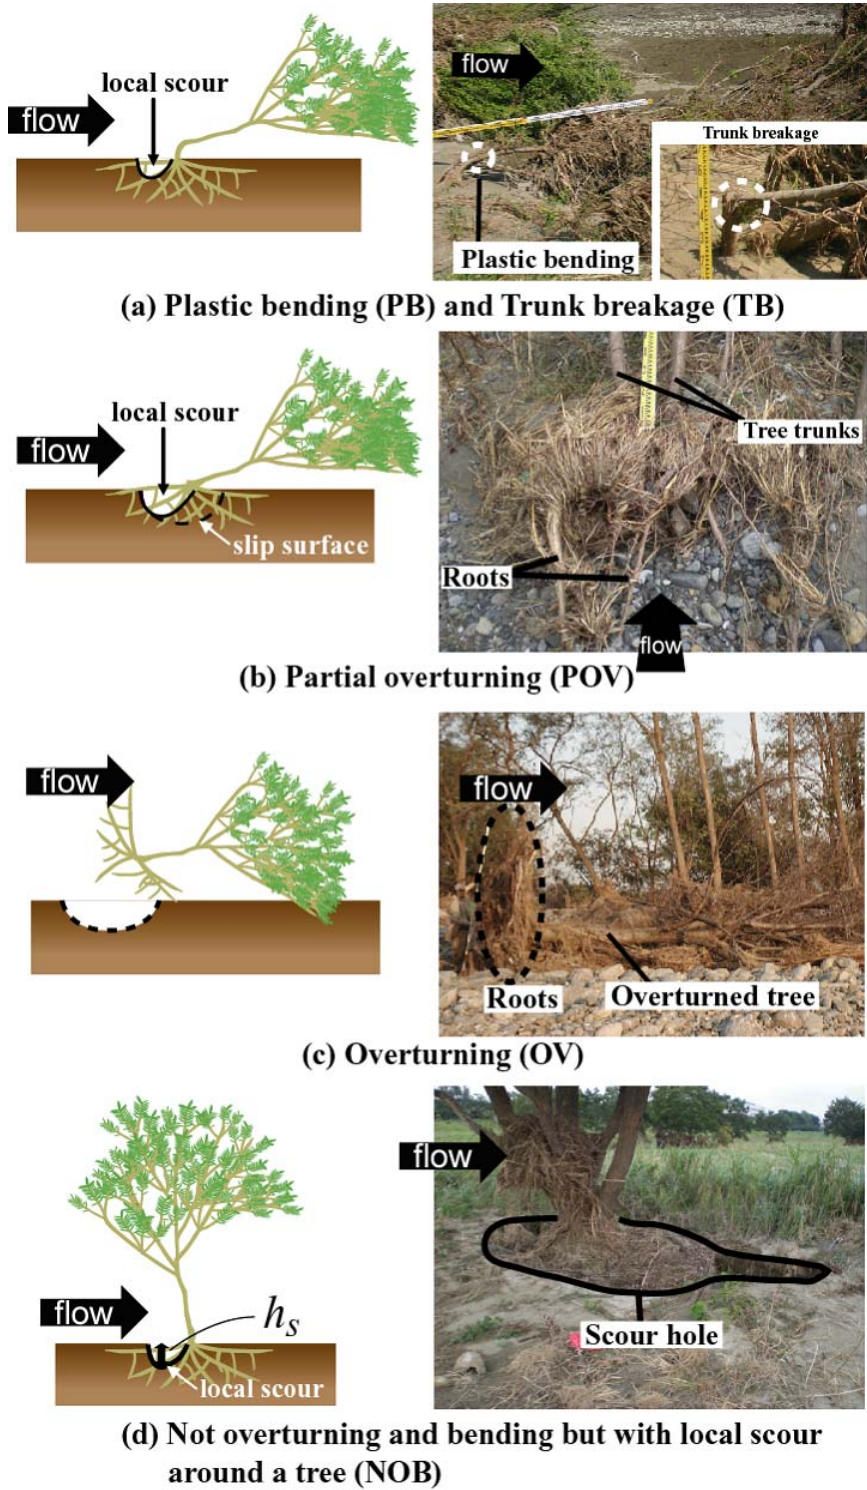 local scour
flow
flow
Trunk breakage
Plastic bending
(a) Plastic bending (PB) and Trunk breakage (TB)
local scour
flow
slip surface
Tree trunks
Roots
flow
(b) Partial overturning (POV)
flow
flow
Roots
Overturned tree
(c) Overturning (OV)
flow
flow
hₛ
local scour
Scour hole
(d) Not overturning and bending but with local scour
around a tree (NOB)